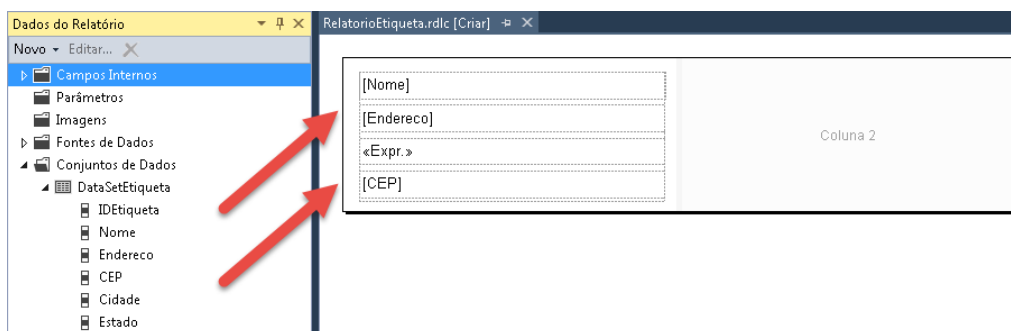 Dados do Relatório
Novo Editar...
Campos Internos
Parâmetros
Imagens
Fontes de Dados
Conjuntos de Dados
DataSetEtiqueta
IDEtiqueta
Nome
Endereco
CEP
Cidade
Estado
RelatorioEtiqueta.rdlc [Criar]
[Nome]
[Endereco]
«Expr.»
[CEP]
Coluna 2